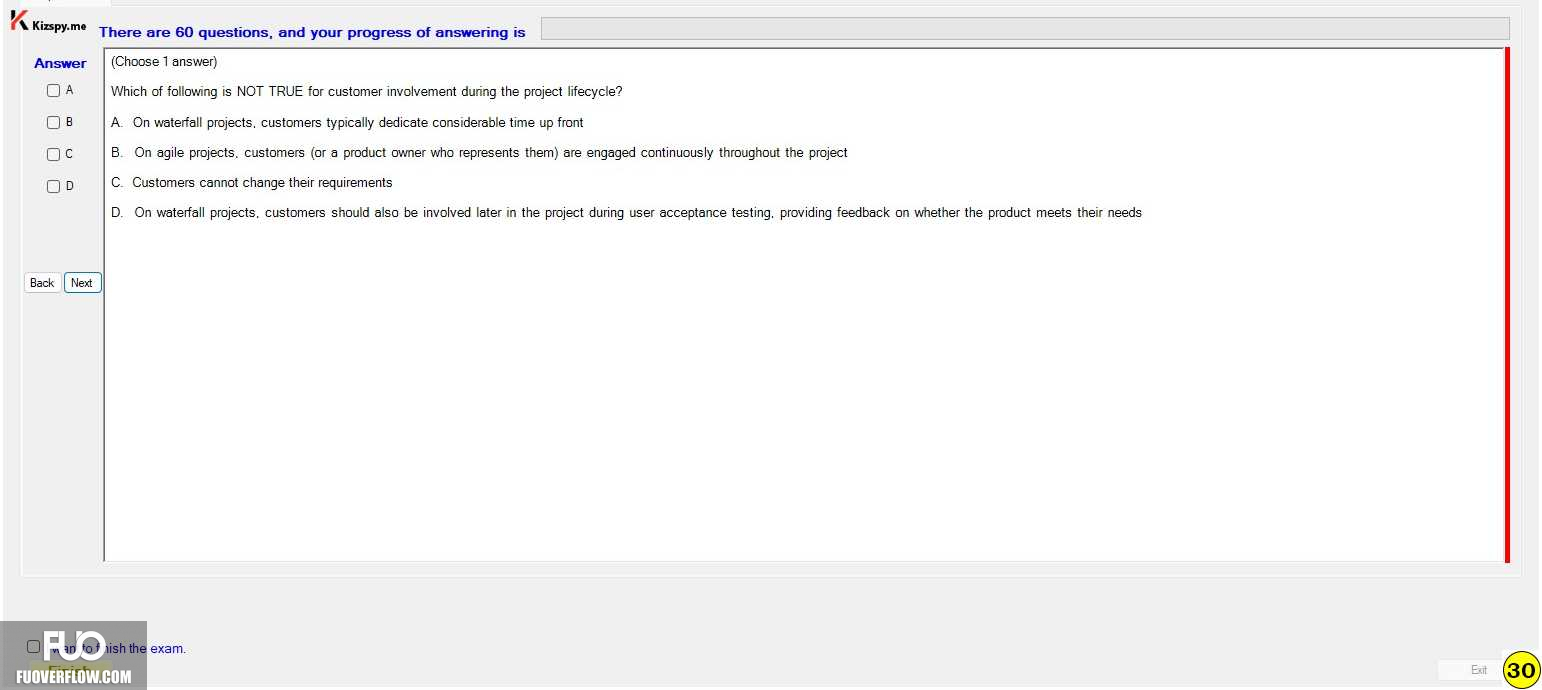 Kizspy.me
There are 60 questions, and your progress of answering is
Answer
A
B
C
D
Back
Next
(Choose 1 answer)
Which of following is NOT TRUE for customer involvement during the project lifecycle?
A. On waterfall projects, customers typically dedicate considerable time up front
B. On agile projects, customers (or a product owner who represents them) are engaged continuously throughout the project
C. Customers cannot change their requirements
D. On waterfall projects, customers should also be involved later in the project during user acceptance testing, providing feedback on whether the product meets their needs
want to finish the exam.
Finish
FUO
FUOVERFLOW.COM
Exit
30